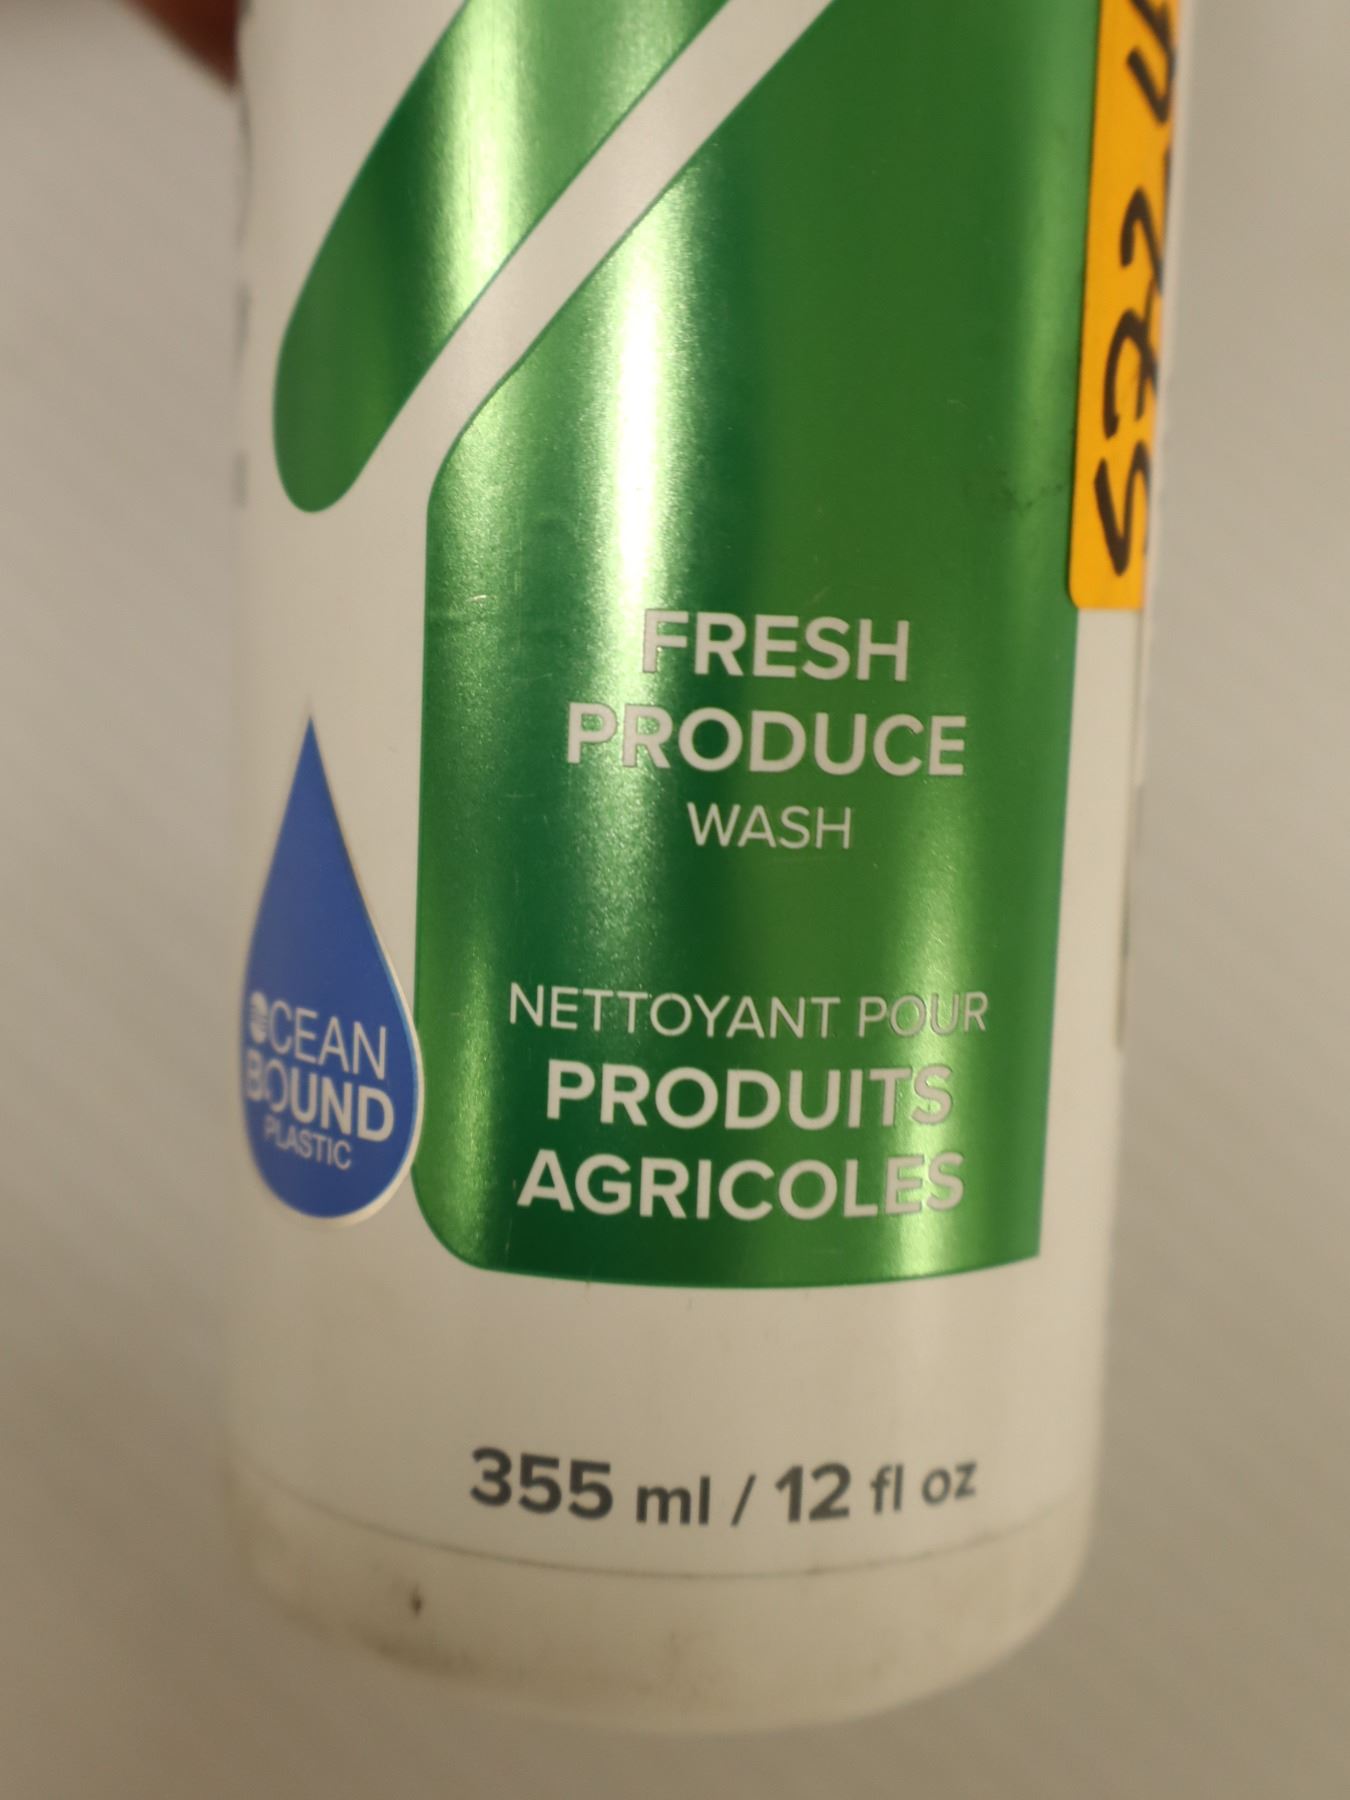 FRESH
PRODUCE
WASH
NETTOYANT POUR
PRODUITS
AGRICOLES
OCEAN
BOUND
PLASTIC
355 ml / 12 fl oz